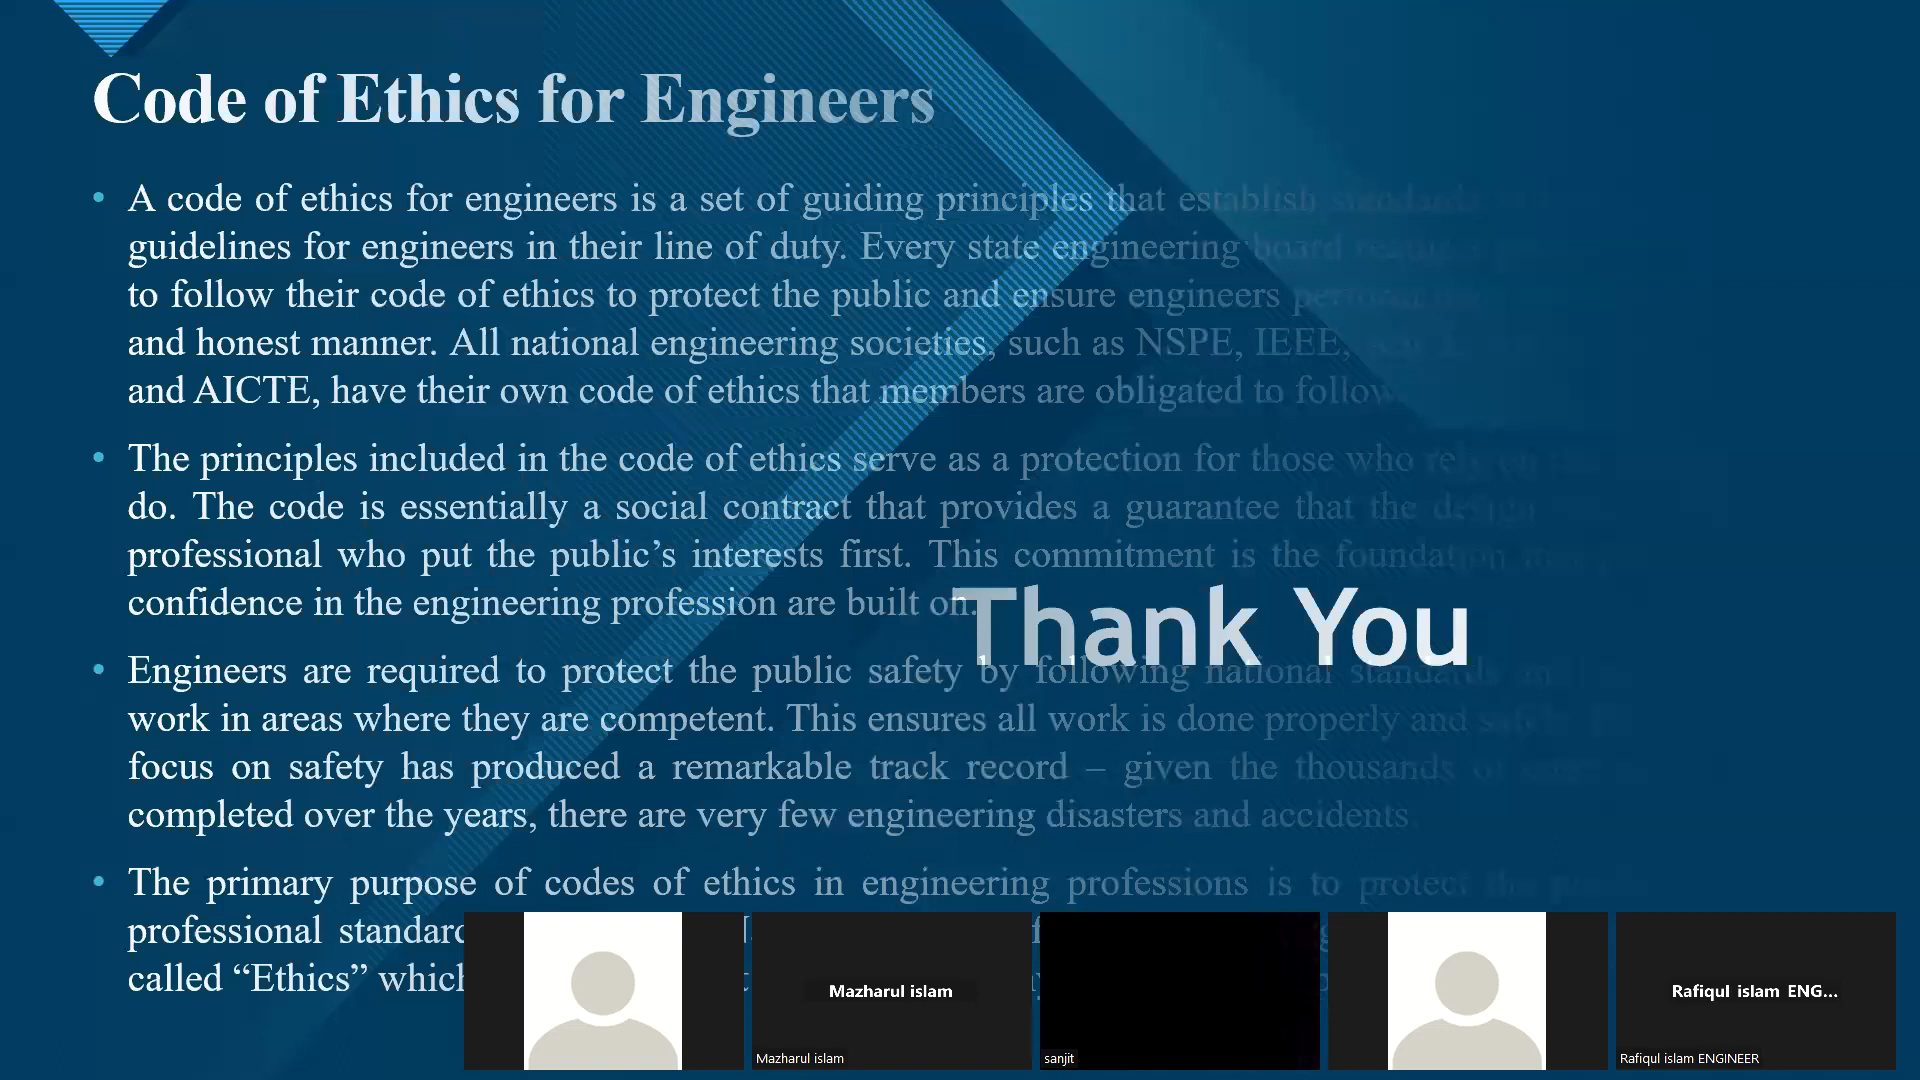 Code of Ethics for Engineers
• A code of ethics for engineers is a set of guiding principles that establish standards
guidelines for engineers in their line of duty. Every state engineering board
to follow their code of ethics to protect the public and ensure engineers perform
and honest manner. All national engineering societies, such as NSPE, IEEE,
and AICTE, have their own code of ethics that members are obligated to follow
• The principles included in the code of ethics serve as a protection for those who rely on
do. The code is essentially a social contract that provides a guarantee that the design
professional who put the public’s interests first. This commitment is the foundation
confidence in the engineering profession are built on.
Thank You
• Engineers are required to protect the public safety by following national standards
work in areas where they are competent. This ensures all work is done properly and
focus on safety has produced a remarkable track record – given the thousands of
completed over the years, there are very few engineering disasters and accidents.
• The primary purpose of codes of ethics in engineering professions is to protect the
professional
called “Ethics”
Mazharul islam
Rafiqul islam ENG...
Mazharul islam
sanjit
Rafiqul islam ENGINEER